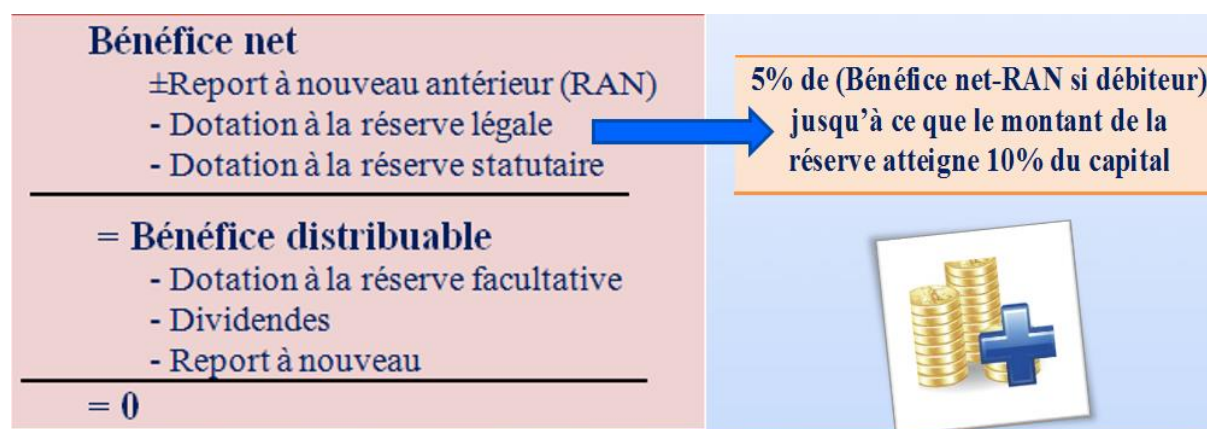 Bénéfice net
±Report à nouveau antérieur (RAN)
- Dotation à la réserve légale
- Dotation à la réserve statutaire
= Bénéfice distribuable
- Dotation à la réserve facultative
- Dividendes
- Report à nouveau
= 0
5% de (Bénéfice net-RAN si débiteur)
jusqu’à ce que le montant de la
réserve atteigne 10% du capital